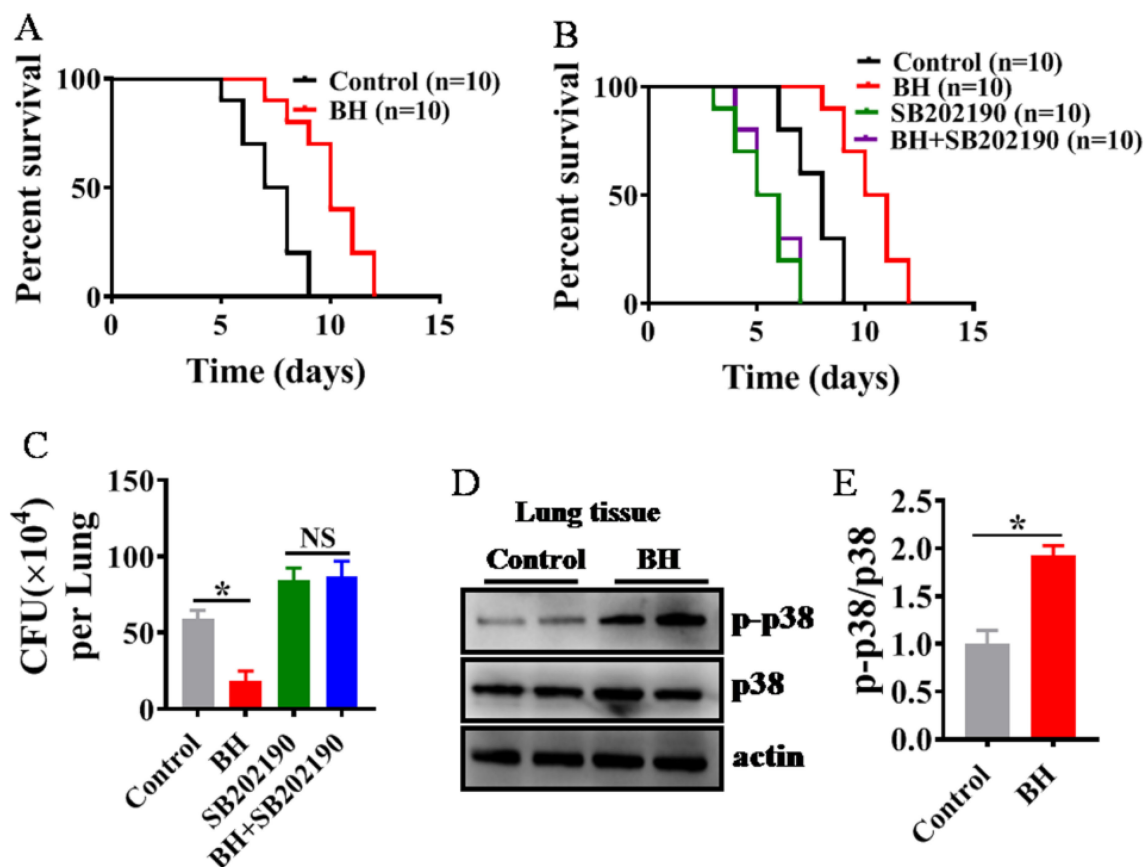 A
Percent survival
100
50
0
0
5
10
15
Time (days)
Control (n=10)
BH (n=10)
B
Percent survival
100
50
0
0
5
10
15
Time (days)
Control (n=10)
BH (n=10)
SB202190 (n=10)
BH+SB202190 (n=10)
C
CFU(×10⁴)
per Lung
150
100
50
0
*
NS
Control
BH
SB202190
BH+SB202190
D
Lung tissue
Control
BH
p-p38
p38
actin
E
p-p38/p38
2.5
2.0
1.5
1.0
0.5
0.0
*
Control
BH